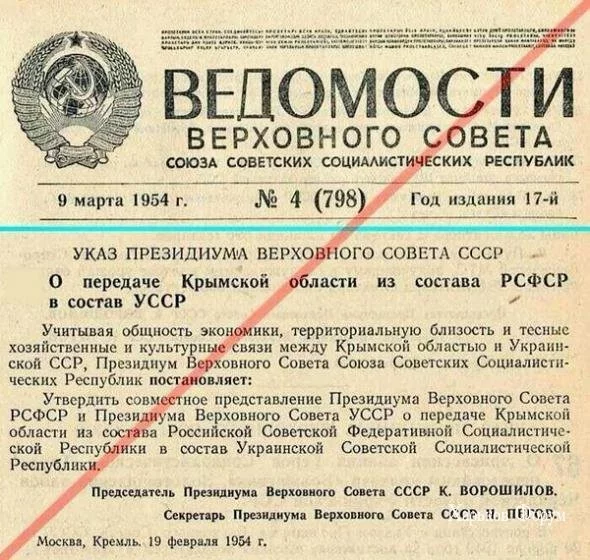 ВЕДОМОСТИ
ВЕРХОВНОГО СОВЕТА
СОЮЗА СОВЕТСКИХ СОЦИАЛИСТИЧЕСКИХ РЕСПУБЛИК
9 марта 1954 г. № 4 (798) Год издания 17-й
УКАЗ ПРЕЗИДИУМА ВЕРХОВНОГО СОВЕТА СССР
О передаче Крымской области из состава РСФСР
в состав УССР
Учитывая общность экономики, территориальную близость и тесные
хозяйственные и культурные связи между Крымской областью и Украин-
ской ССР, Президиум Верховного Совета Союза Советских Социалисти-
ческих Республик постановляет:
Утвердить совместное представление Президиума Верховного Совета
РСФСР и Президиума Верховного Совета УССР о передаче Крымской
области из состава Российской Советской Федеративной Социалистиче-
ской Республики в состав Украинской Советской Социалистической
Республики.
Председатель Президиума Верховного Совета СССР К. ВОРОШИЛОВ.
Секретарь Президиума Верховного Совета СССР Н. ПЕГОВ.
Москва, Кремль. 19 февраля 1954 г.